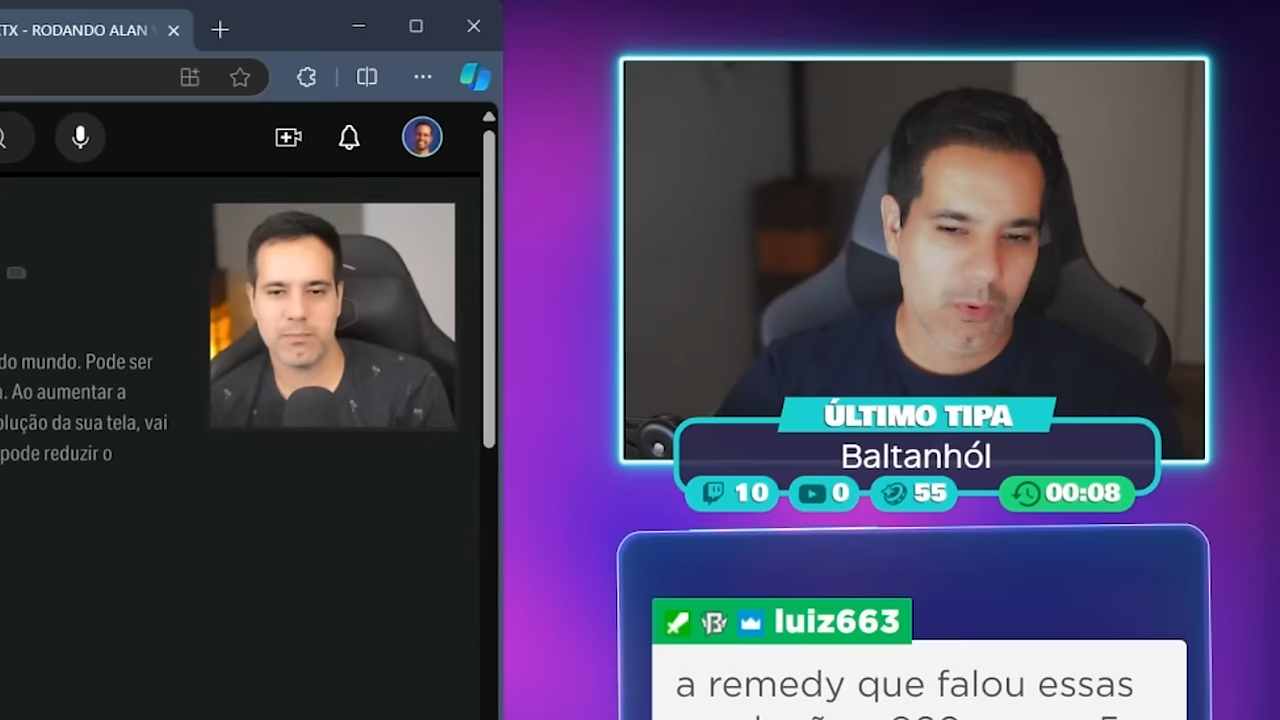 TX - RODANDO ALAN
do mundo. Pode ser
. Ao aumentar a
olução da sua tela, vai
pode reduzir o
ÚLTIMO TIPA
Baltanhól
10 0 55 00:08
luiz663
a remedy que falou essas